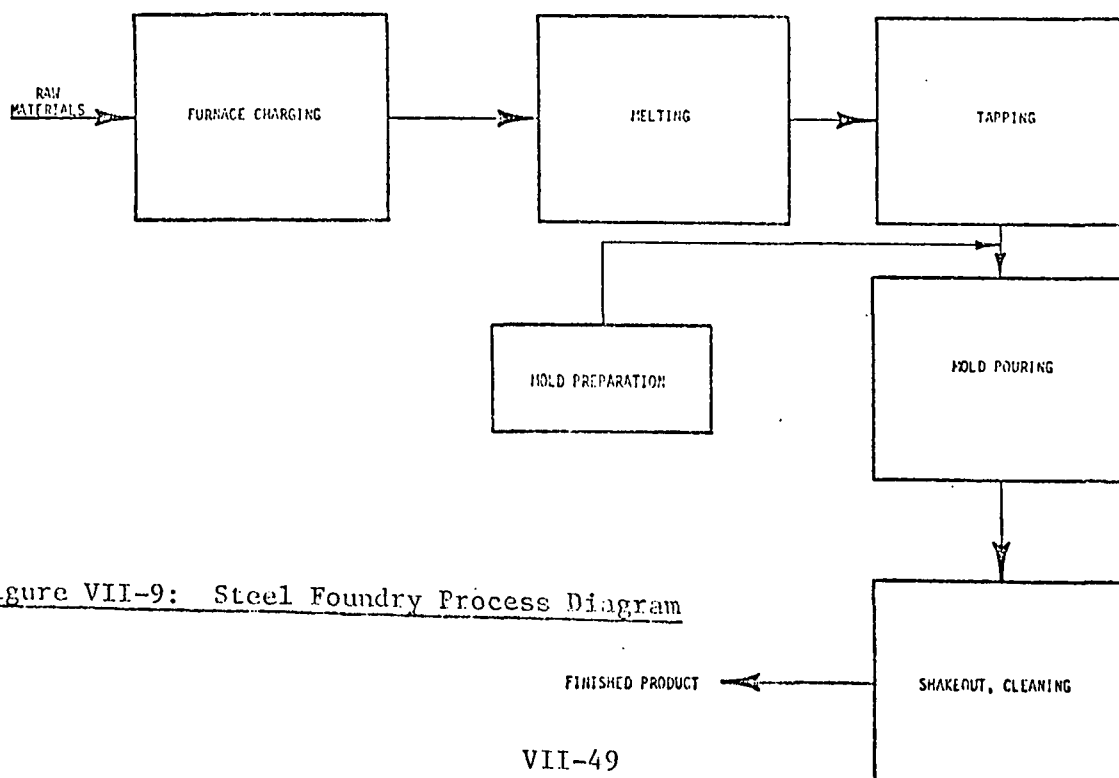 RAW
MATERIALS
FURNACE CHARGING
MELTING
TAPPING
MOLD PREPARATION
MOLD POURING
igure VII-9: Steel Foundry Process Diagram
FINISHED PRODUCT
SHAKEOUT, CLEANING
VII-49